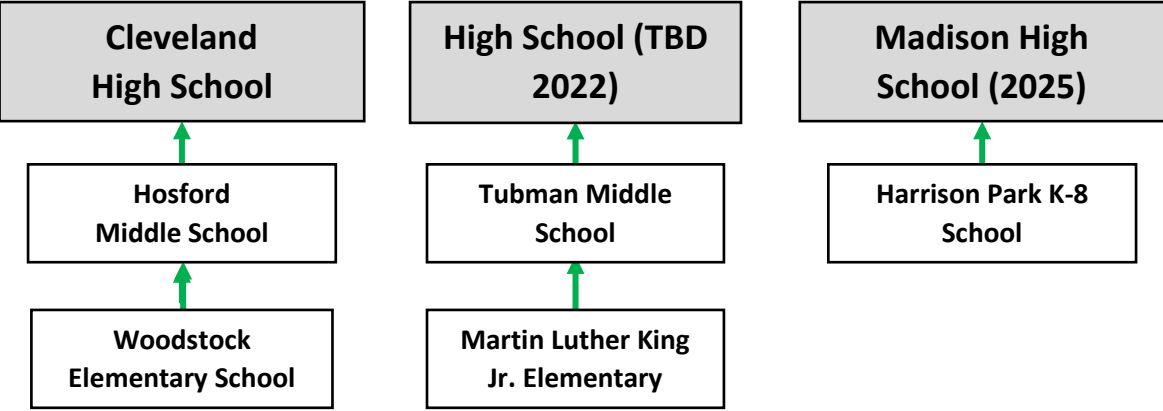 Cleveland
High School
High School (TBD
2022)
Madison High
School (2025)
Hosford
Middle School
Tubman Middle
School
Harrison Park K-8
School
Woodstock
Elementary School
Martin Luther King
Jr. Elementary